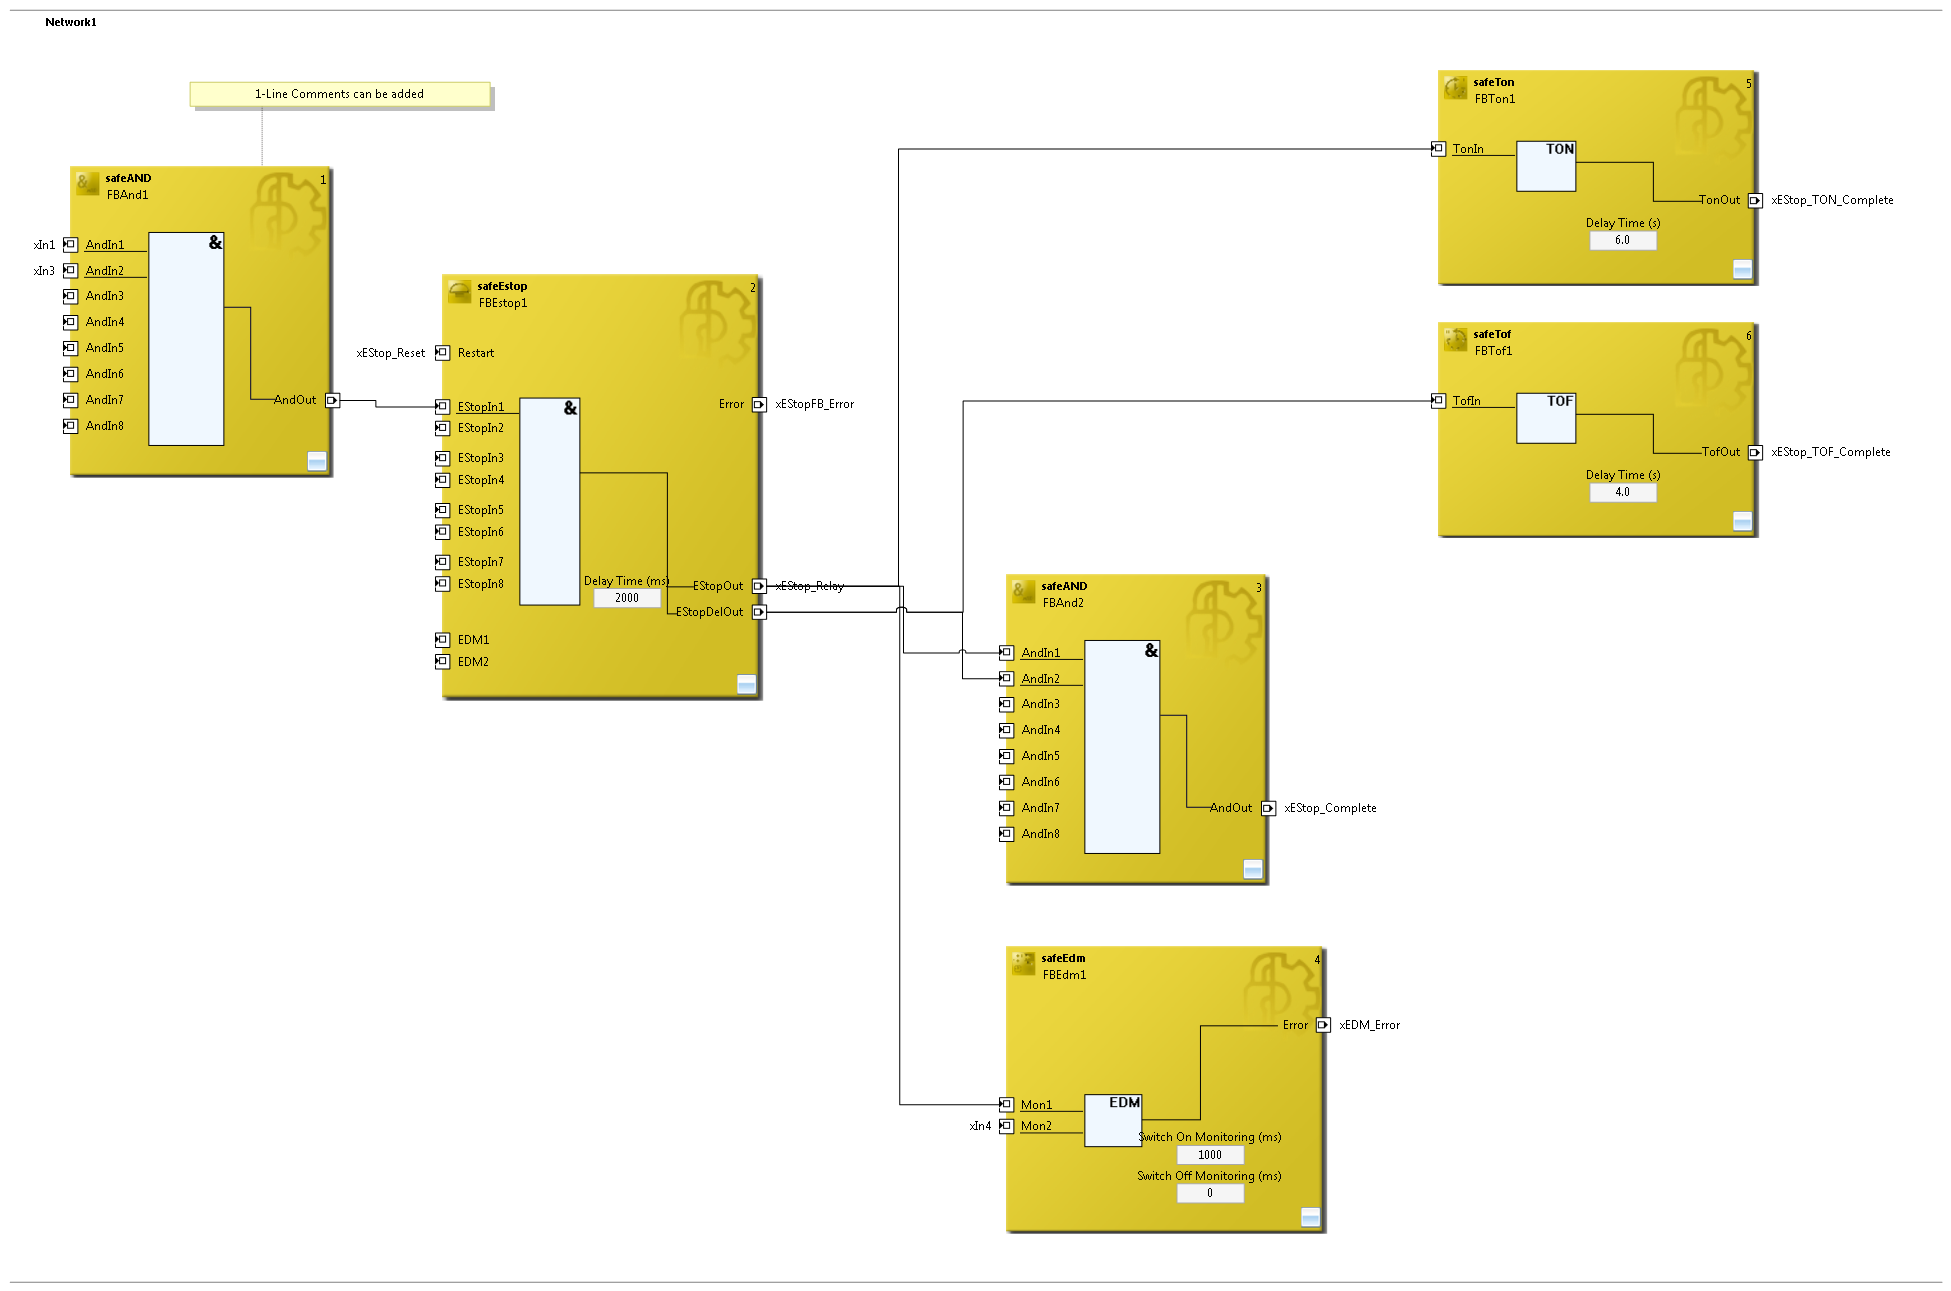 Network1
1-Line Comments can be added
safeAND
FBAnd1
1
xIn1
AndIn1
&
xIn3
AndIn2
AndIn3
AndIn4
AndIn5
AndIn6
AndIn7
AndIn8
AndOut
safeEstop
FBEstop1
2
xEStop_Reset
Restart
EStopIn1
&
EStopIn2
EStopIn3
EStopIn4
EStopIn5
EStopIn6
EStopIn7
EStopIn8
EDM1
EDM2
Error
xEStopFB_Error
Delay Time (ms)
2000
EStopOut
xEStop_Relay
EStopDelOut
safeAND
FBAnd2
3
AndIn1
&
AndIn2
AndIn3
AndIn4
AndIn5
AndIn6
AndIn7
AndIn8
AndOut
xEStop_Complete
safeEdm
FBEdm1
4
Error
xEDM_Error
Mon1
EDM
xIn4
Mon2
Switch On Monitoring (ms)
1000
Switch Off Monitoring (ms)
0
safeTon
FBTon1
5
TonIn
TON
TonOut
xEStop_TON_Complete
Delay Time (s)
6.0
safeTof
FBTof1
6
TofIn
TOF
TofOut
xEStop_TOF_Complete
Delay Time (s)
4.0